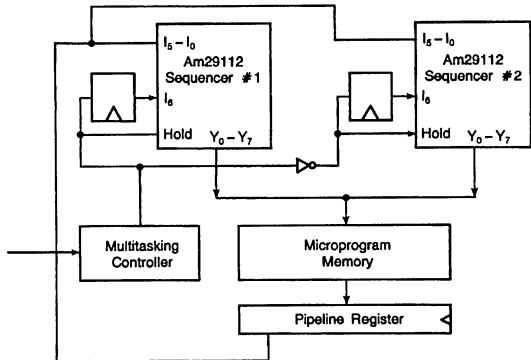 I₅ – I₀
Am29112
Sequencer #1
I₆
Hold
Y₀ – Y₇
I₅ – I₀
Am29112
Sequencer #2
I₆
Hold
Y₀ – Y₇
Multitasking
Controller
Microprogram
Memory
Pipeline Register